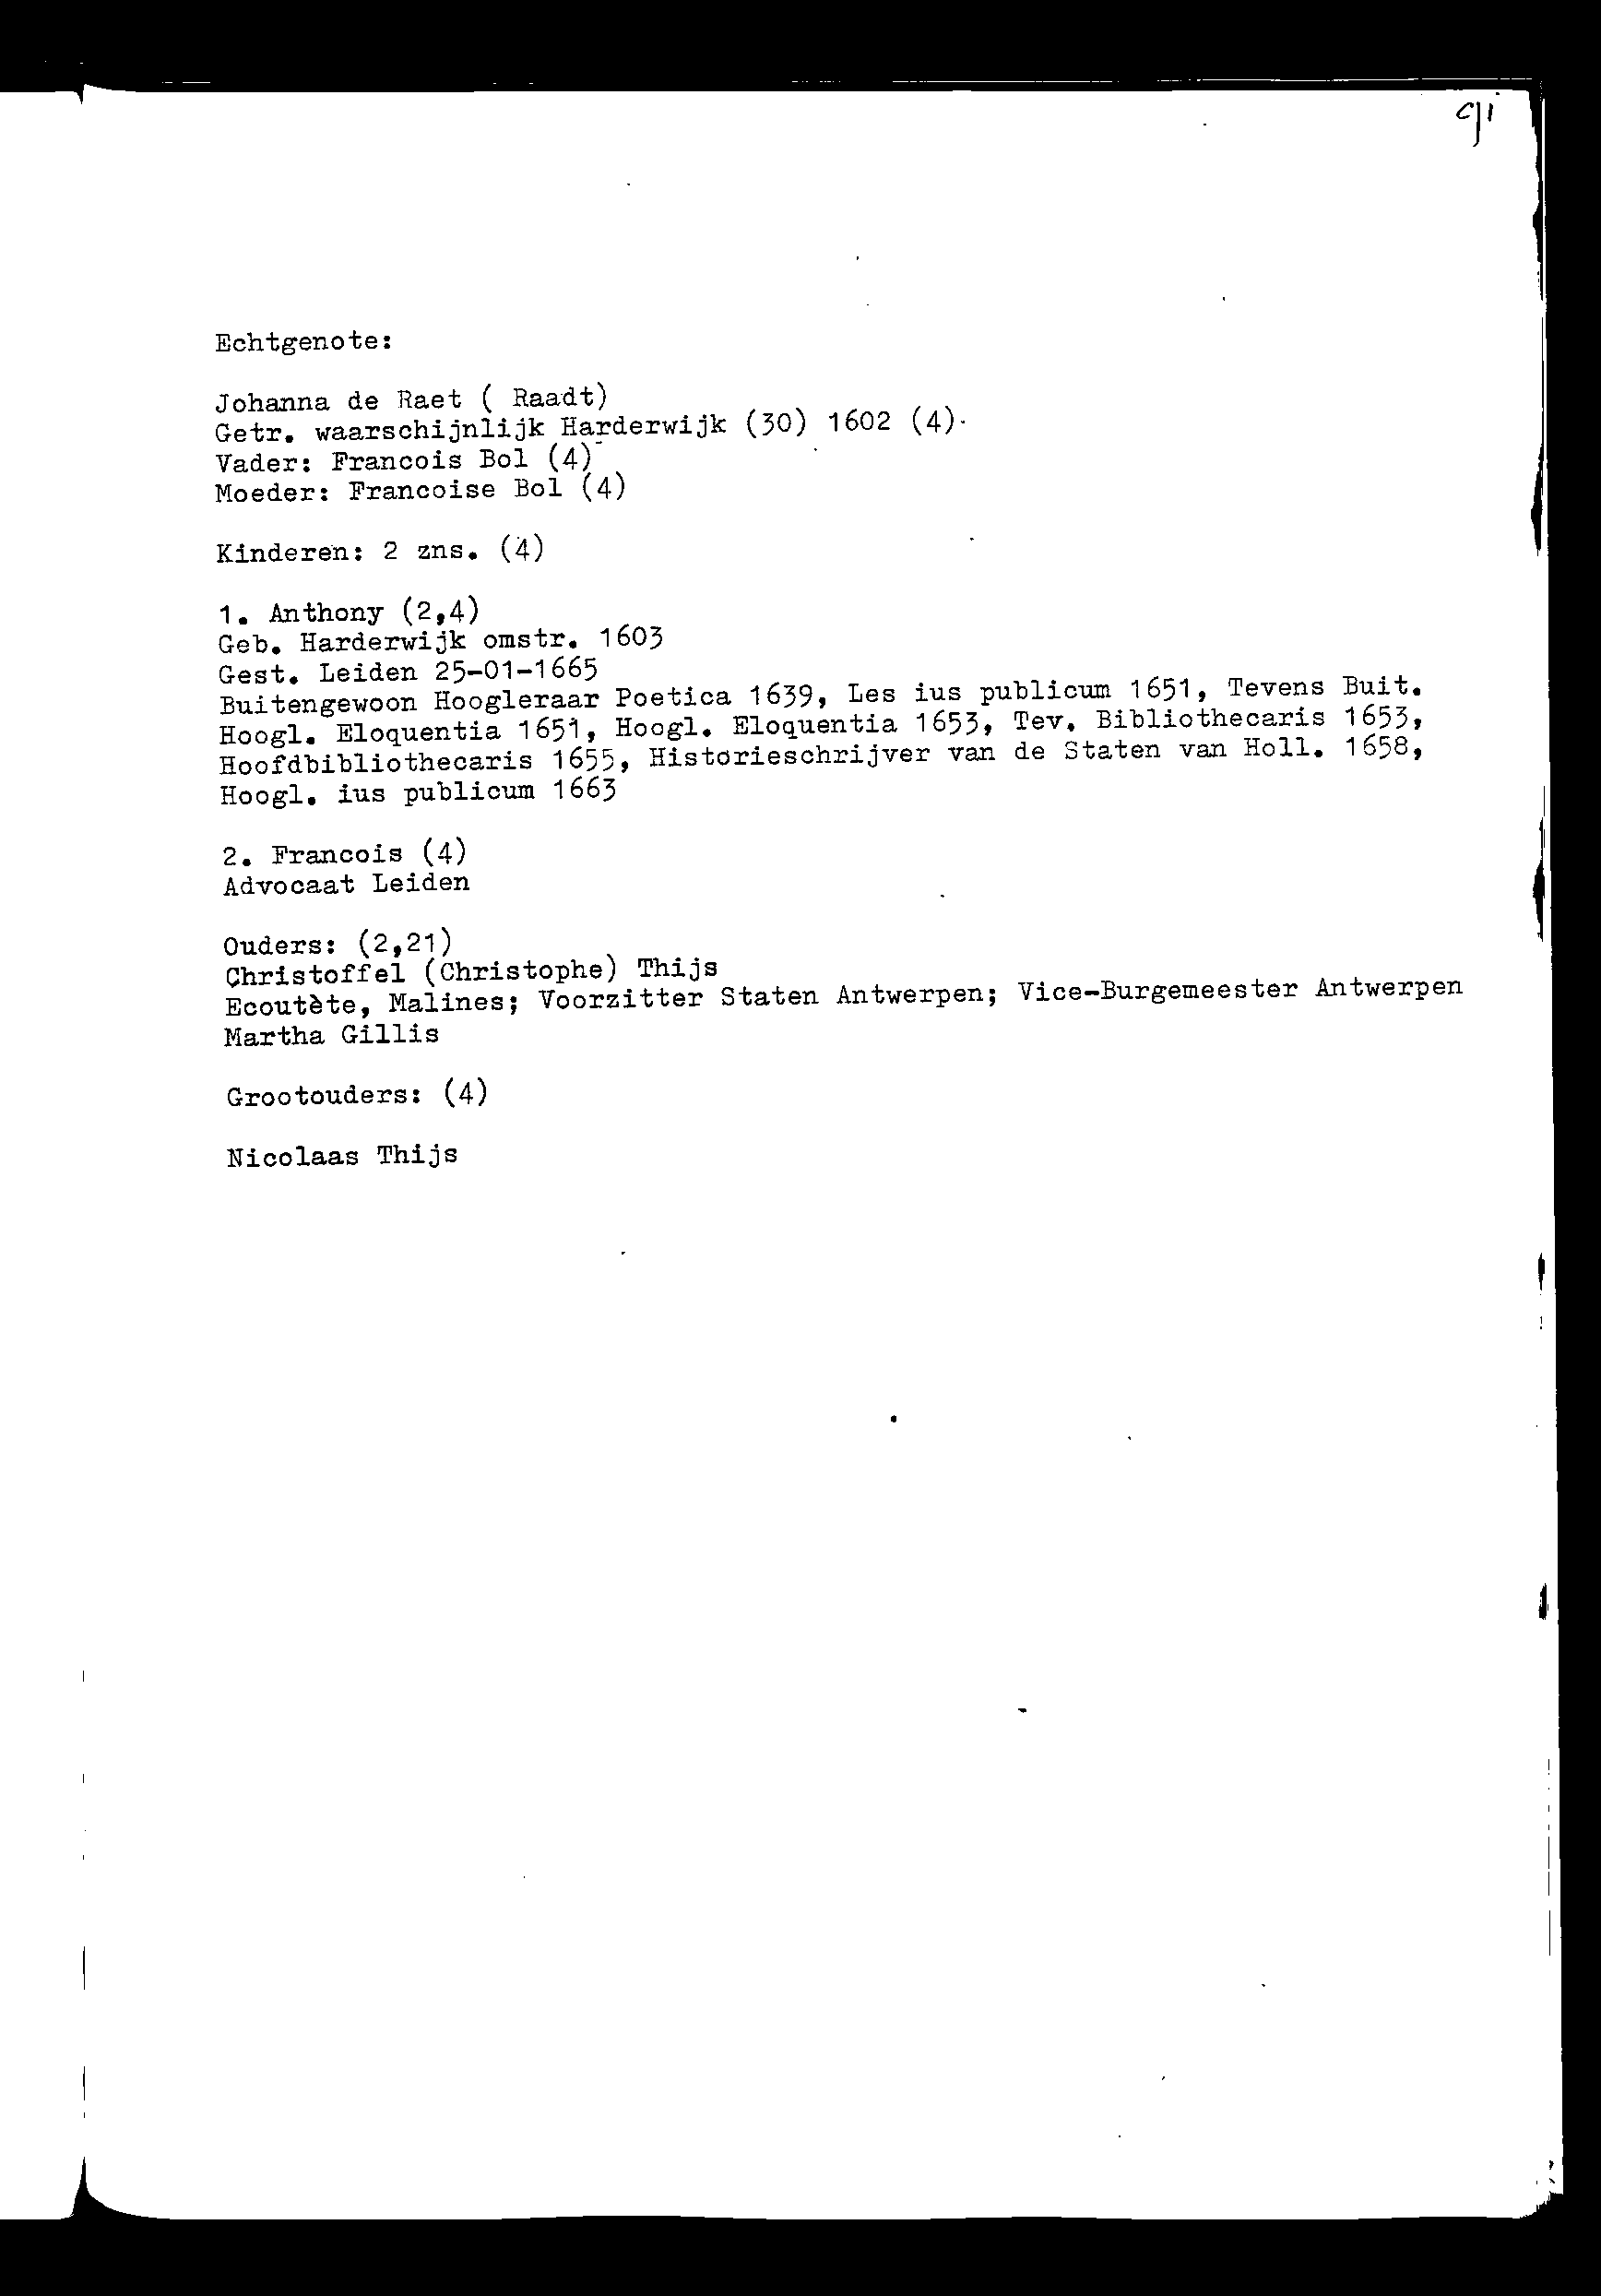 Echtgenote:
Johanna de Raet ( Raadt)
Getr. waarschijnlijk Harderwijk (30) 1602 (4).
Vader: Francois Bol (4)
Moeder: Francoise Bol (4)
Kinderen: 2 zns. (4)
1. Anthony (2,4)
Geb. Harderwijk omstr. 1603
Gest. Leiden 25-01-1665
Buitengewoon Hoogleraar Poetica 1639, Les ius publicum 1651, Tevens Buit.
Hoogl. Eloquentia 1651, Hoogl. Eloquentia 1653, Tev. Bibliothecaris 1653,
Hoofdbibliothecaris 1655, Historieschrijver van de Staten van Holl. 1658,
Hoogl. ius publicum 1663
2. Francois (4)
Advocaat Leiden
Ouders: (2,21)
Christoffel (Christophe) Thijs
Ecoutète, Malines; Voorzitter Staten Antwerpen; Vice-Burgemeester Antwerpen
Martha Gillis
Grootouders: (4)
Nicolaas Thijs